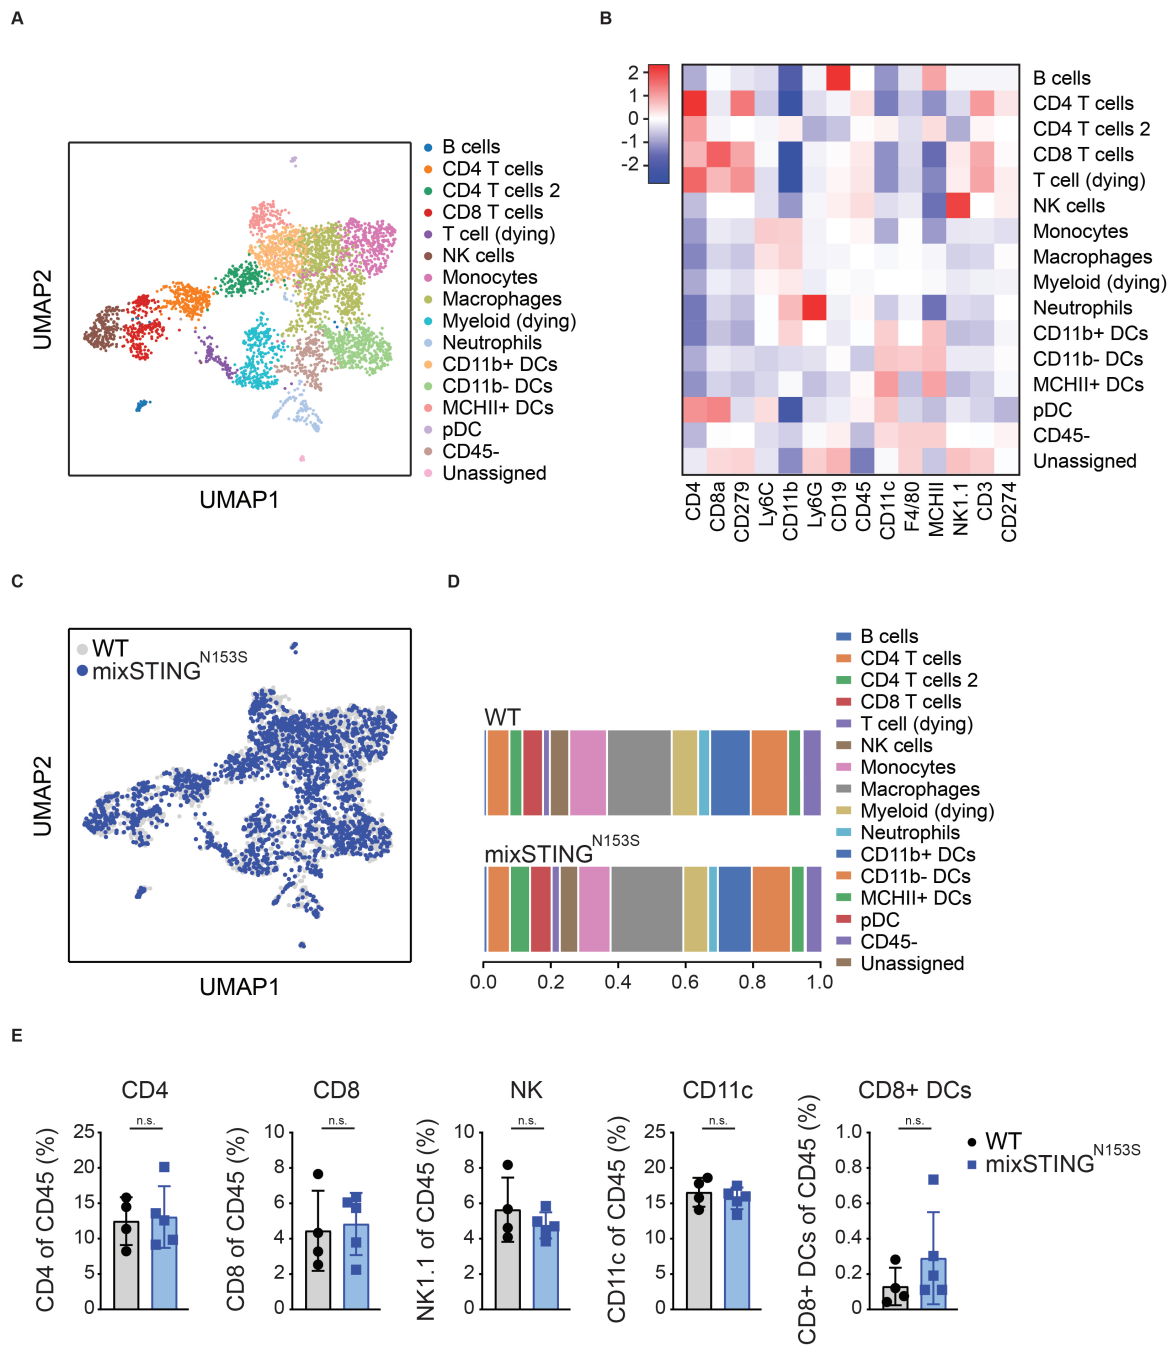 A
B
B cells
CD4 T cells
CD4 T cells 2
CD8 T cells
T cell (dying)
NK cells
Monocytes
Macrophages
Myeloid (dying)
Neutrophils
CD11b+ DCs
CD11b- DCs
MCHII+ DCs
pDC
CD45-
Unassigned
UMAP2
UMAP1
2
1
0
-1
-2
B cells
CD4 T cells
CD4 T cells 2
CD8 T cells
T cell (dying)
NK cells
Monocytes
Macrophages
Myeloid (dying)
Neutrophils
CD11b+ DCs
CD11b- DCs
MCHII+ DCs
pDC
CD45-
Unassigned
CD4
CD8a
CD279
Ly6C
CD11b
Ly6G
CD19
CD45
CD11c
F4/80
MCHII
NK1.1
CD3
CD274
C
D
WT
mixSTINGN153S
UMAP2
UMAP1
WT
mixSTINGN153S
0.0 0.2 0.4 0.6 0.8 1.0
B cells
CD4 T cells
CD4 T cells 2
CD8 T cells
T cell (dying)
NK cells
Monocytes
Macrophages
Myeloid (dying)
Neutrophils
CD11b+ DCs
CD11b- DCs
MCHII+ DCs
pDC
CD45-
Unassigned
E
CD4
n.s.
CD4 of CD45 (%)
25
20
15
10
5
0
CD8
n.s.
CD8 of CD45 (%)
10
8
6
4
2
0
NK
n.s.
NK1.1 of CD45 (%)
10
8
6
4
2
0
CD11c
n.s.
CD11c of CD45 (%)
25
20
15
10
5
0
CD8+ DCs
n.s.
CD8+ DCs of CD45 (%)
1.0
0.8
0.6
0.4
0.2
0
WT
mixSTINGN153S